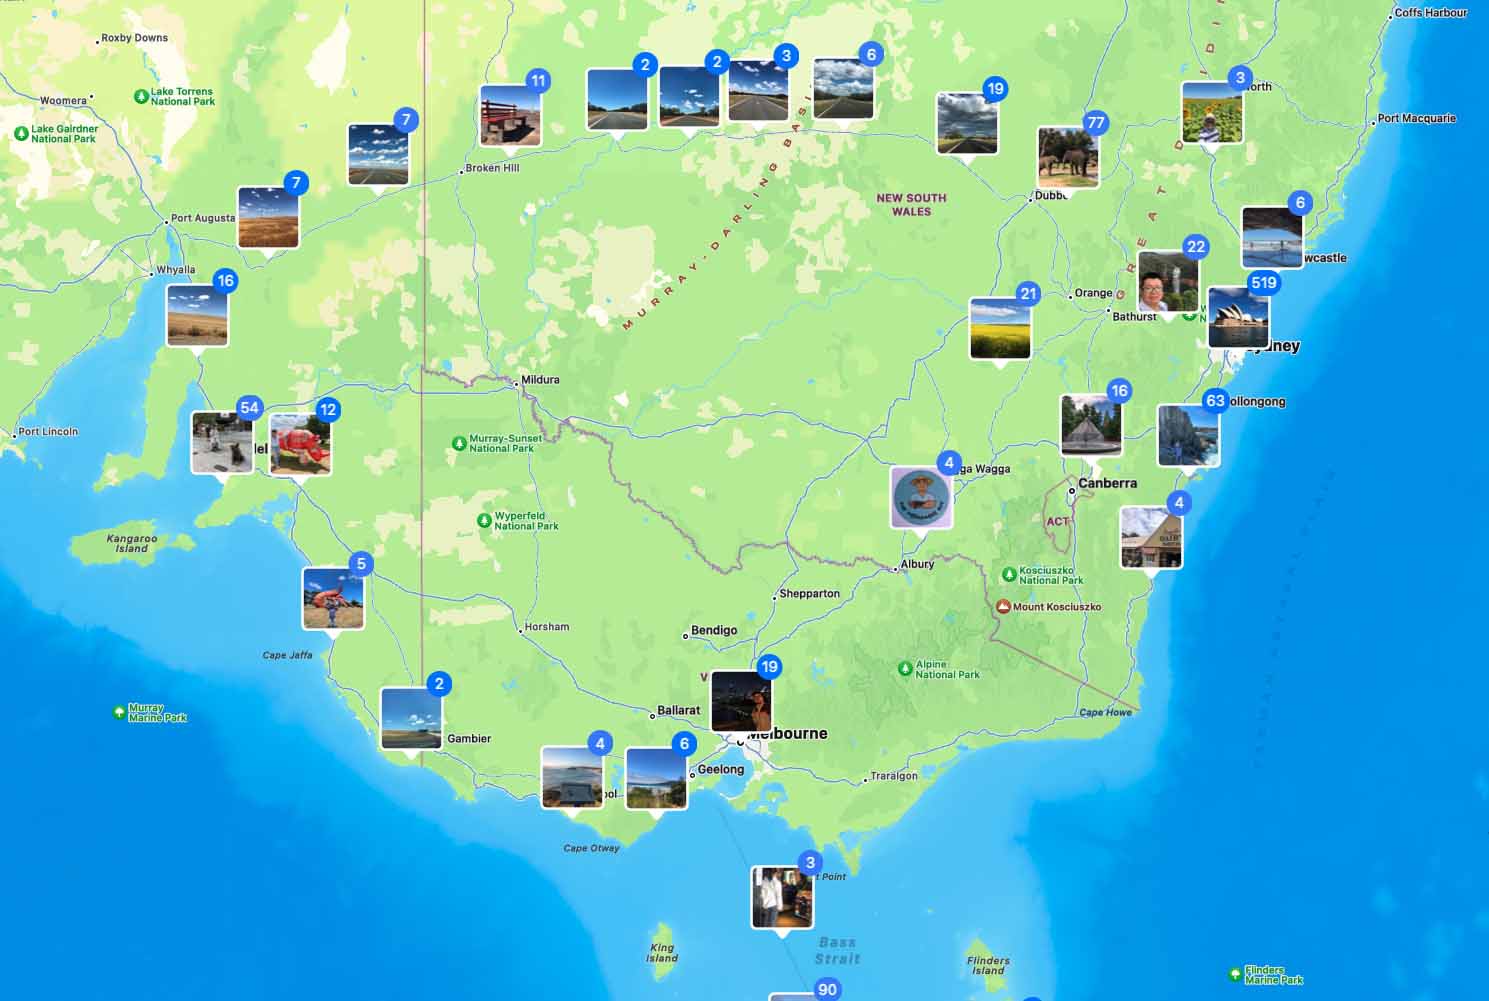 Coffs Harbour
Roxby Downs
Lake Torrens
National Park
Woomera
Lake Gairdner
National Park
Port Macquarie
7
11
2
2
3
6
19
77
3
orth
Broken Hill
Dubbo
NEW SOUTH
WALES
MURRAY-DARLING BASI
GREAT
DI
7
Port Augusta
Whyalla
16
6
wcastle
22
519
21
Orange
Bathurst
W
N
ydney
Mildura
16
63
ollongong
Port Lincoln
54
del
12
Murray-Sunset
National Park
4
ga Wagga
Canberra
ACT
4
Wyperfeld
National Park
Kangaroo
Island
5
Albury
Kosciuszko
National Park
Mount Kosciuszko
Shepparton
Bendigo
Horsham
Cape Jaffa
Alpine
National Park
V
19
2
Murray
Marine Park
Gambier
Ballarat
Melbourne
Cape Howe
4
6
Geelong
ool
Traralgon
Cape Otway
3
t Point
King
Island
Bass
Strait
Flinders
Island
Flinders
Marine Park
90